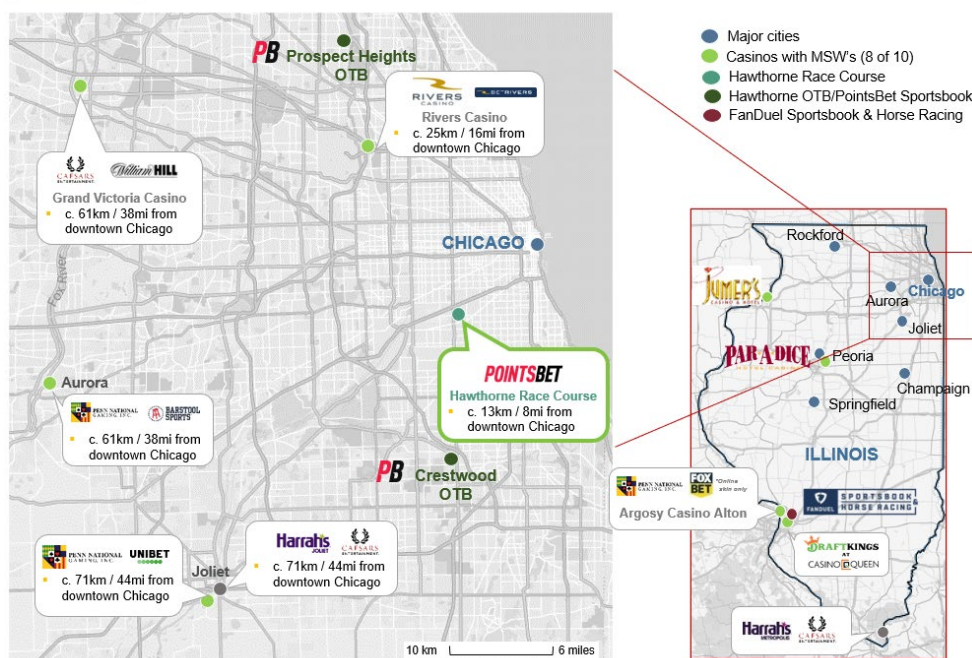 PB Prospect Heights
OTB
RIVERS
CASINO
BETRIVERS
Rivers Casino
c. 25km / 16mi from
downtown Chicago
CAESARS
ENTERTAINMENT.
William HILL
Grand Victoria Casino
c. 61km / 38mi from
downtown Chicago
Fox River
CHICAGO
POINTSBET
Hawthorne Race Course
c. 13km / 8mi from
downtown Chicago
Aurora
PENN NATIONAL
GAMING, INC.
BARSTOOL
SPORTS
c. 61km / 38mi from
downtown Chicago
PB Crestwood
OTB
PENN NATIONAL
GAMING, INC.
UNIBET
c. 71km / 44mi from
downtown Chicago
Joliet
Harrah's
JOLIET
CAESARS
ENTERTAINMENT.
c. 71km / 44mi from
downtown Chicago
10 km 6 miles
Major cities
Casinos with MSW's (8 of 10)
Hawthorne Race Course
Hawthorne OTB/PointsBet Sportsbook
FanDuel Sportsbook & Horse Racing
Rockford
JUMER'S
CASINO & HOTEL
Chicago
Aurora
Joliet
PAR-A-DICE
HOTEL CASINO
Peoria
Champaign
Springfield
ILLINOIS
PENN NATIONAL
GAMING, INC.
FOX
BET
*Online
skin only
Argosy Casino Alton
FANDUEL
SPORTSBOOK &
HORSE RACING
DRAFTKINGS
AT
CASINO QUEEN
Harrah's
METROPOLIS
CAESARS
ENTERTAINMENT.